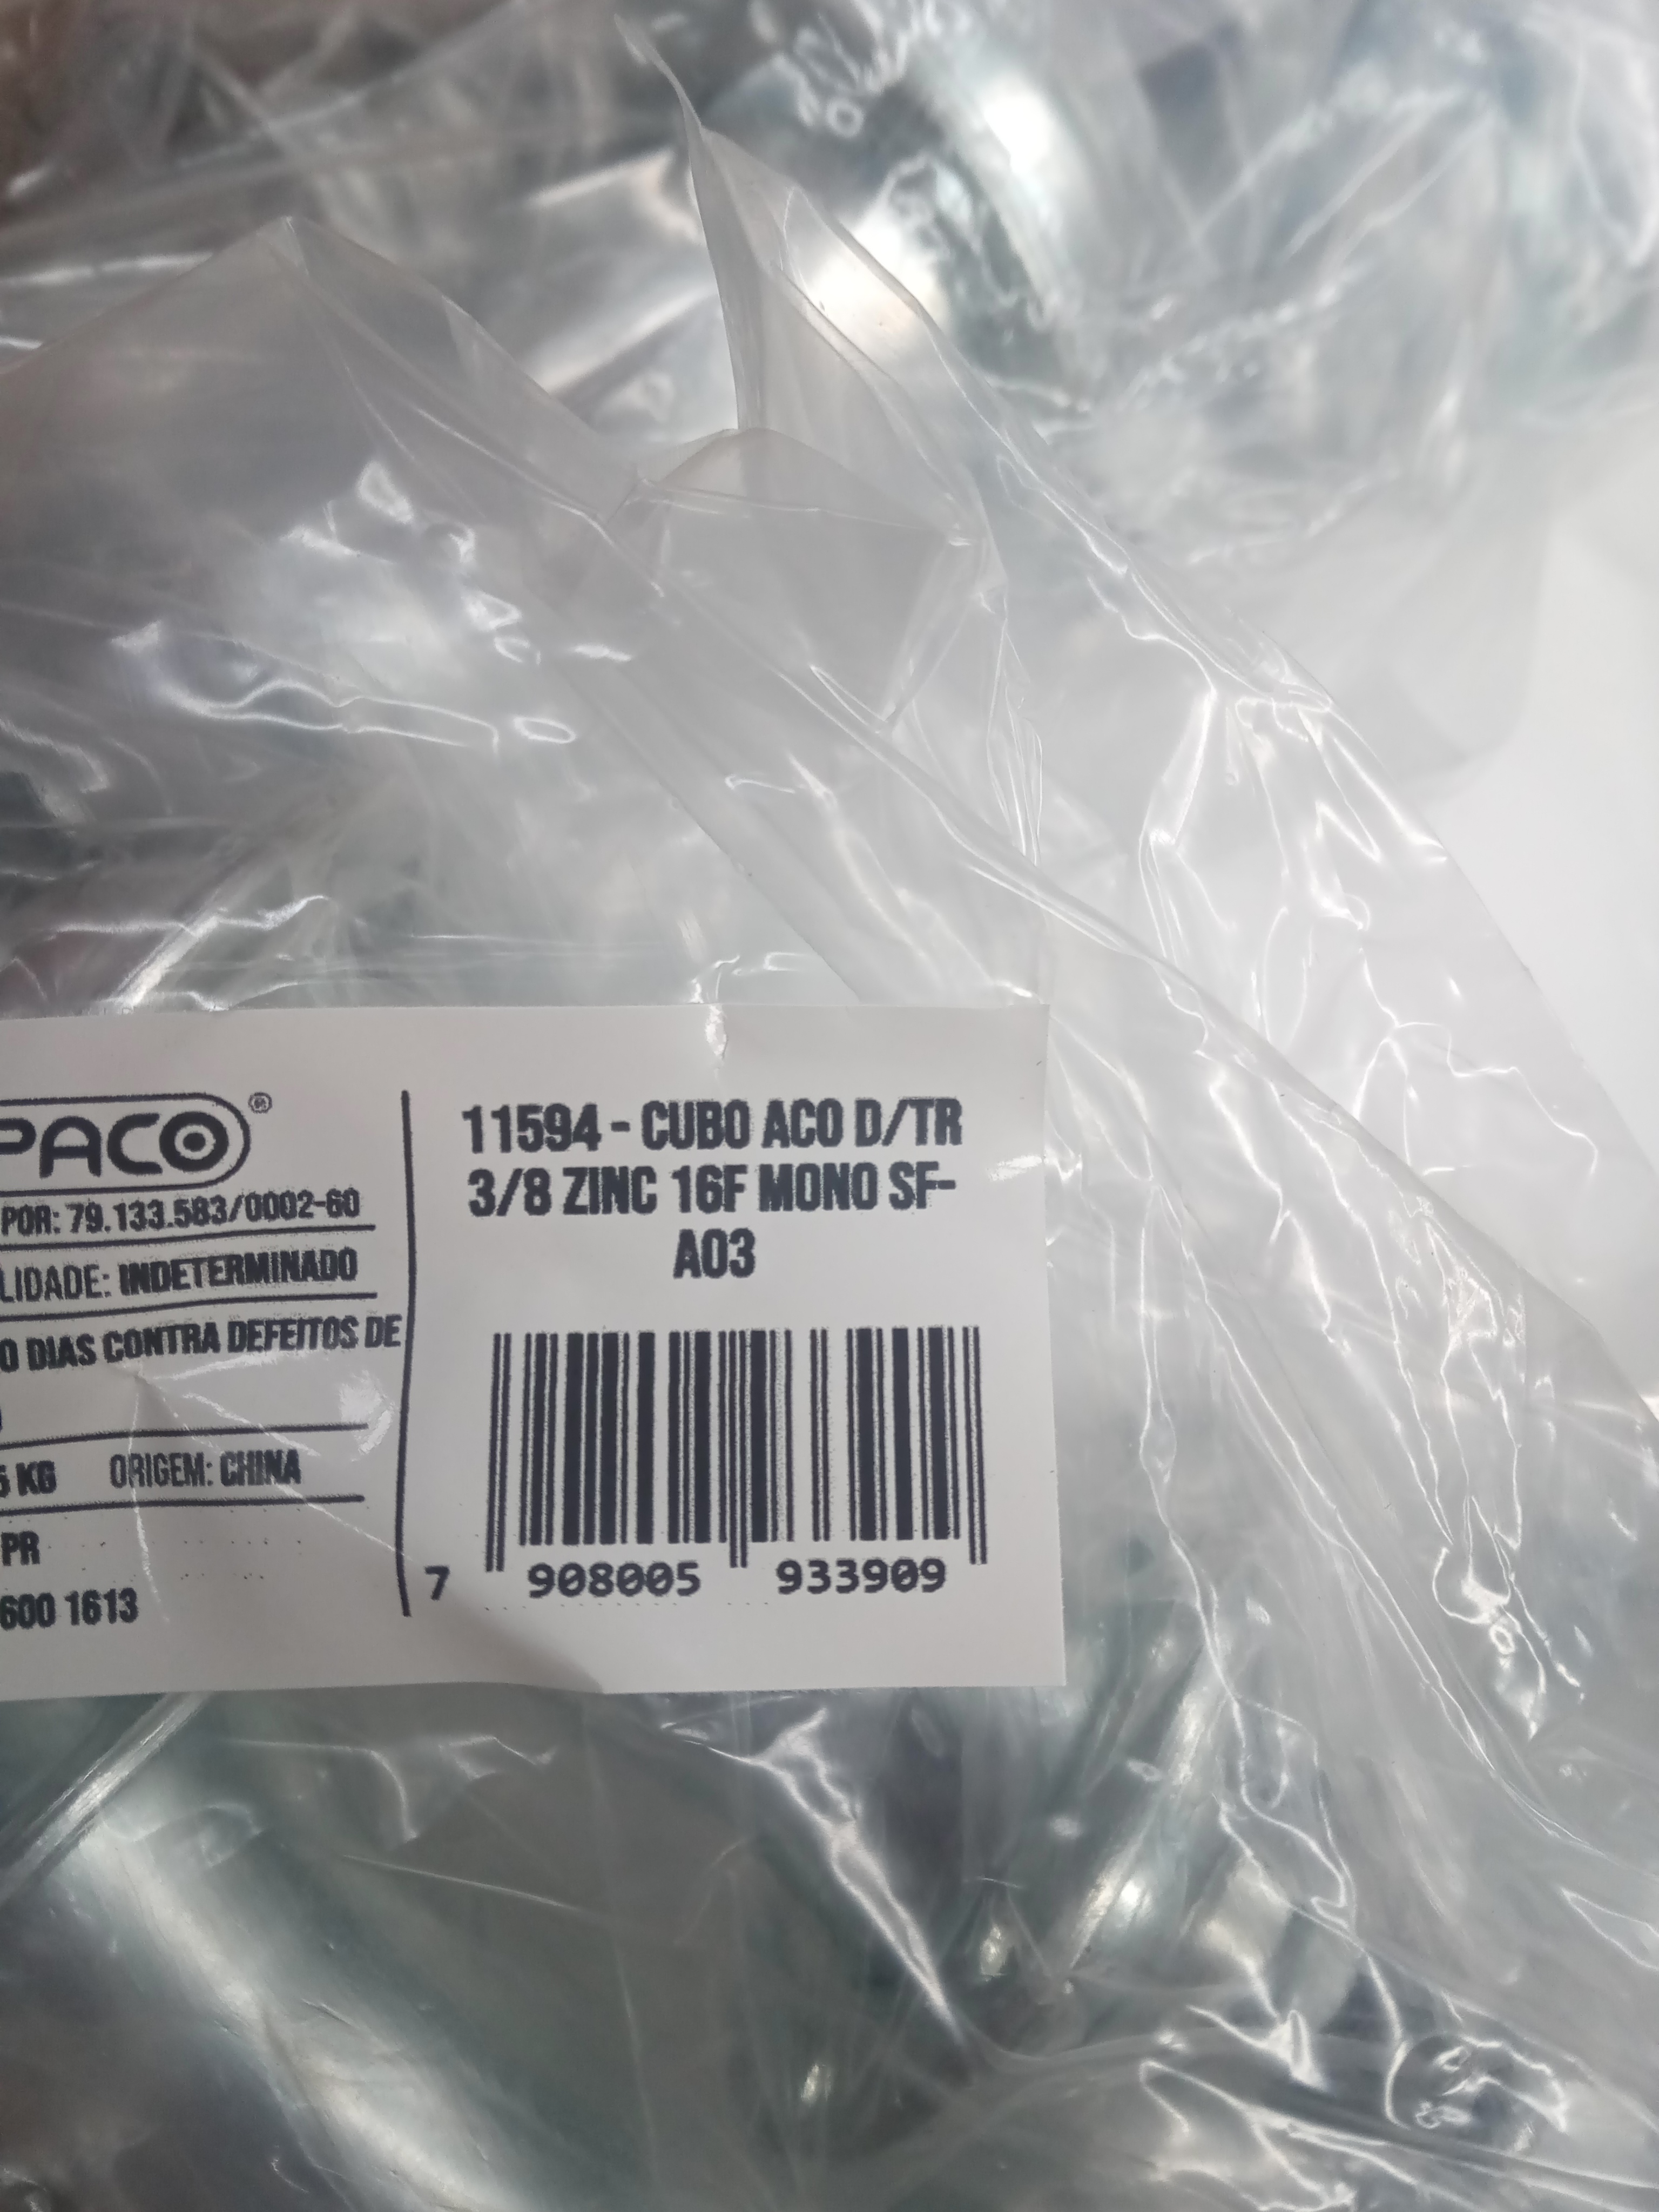 PACO®
POR: 79.133.583/0002-60
LIDADE: INDETERMINADO
0 DIAS CONTRA DEFEITOS DE
KG ORIGEM: CHINA
PR
600 1613
11594 - CUBO ACO D/TR
3/8 ZINC 16F MONO SF-
A03
7 908005 933909